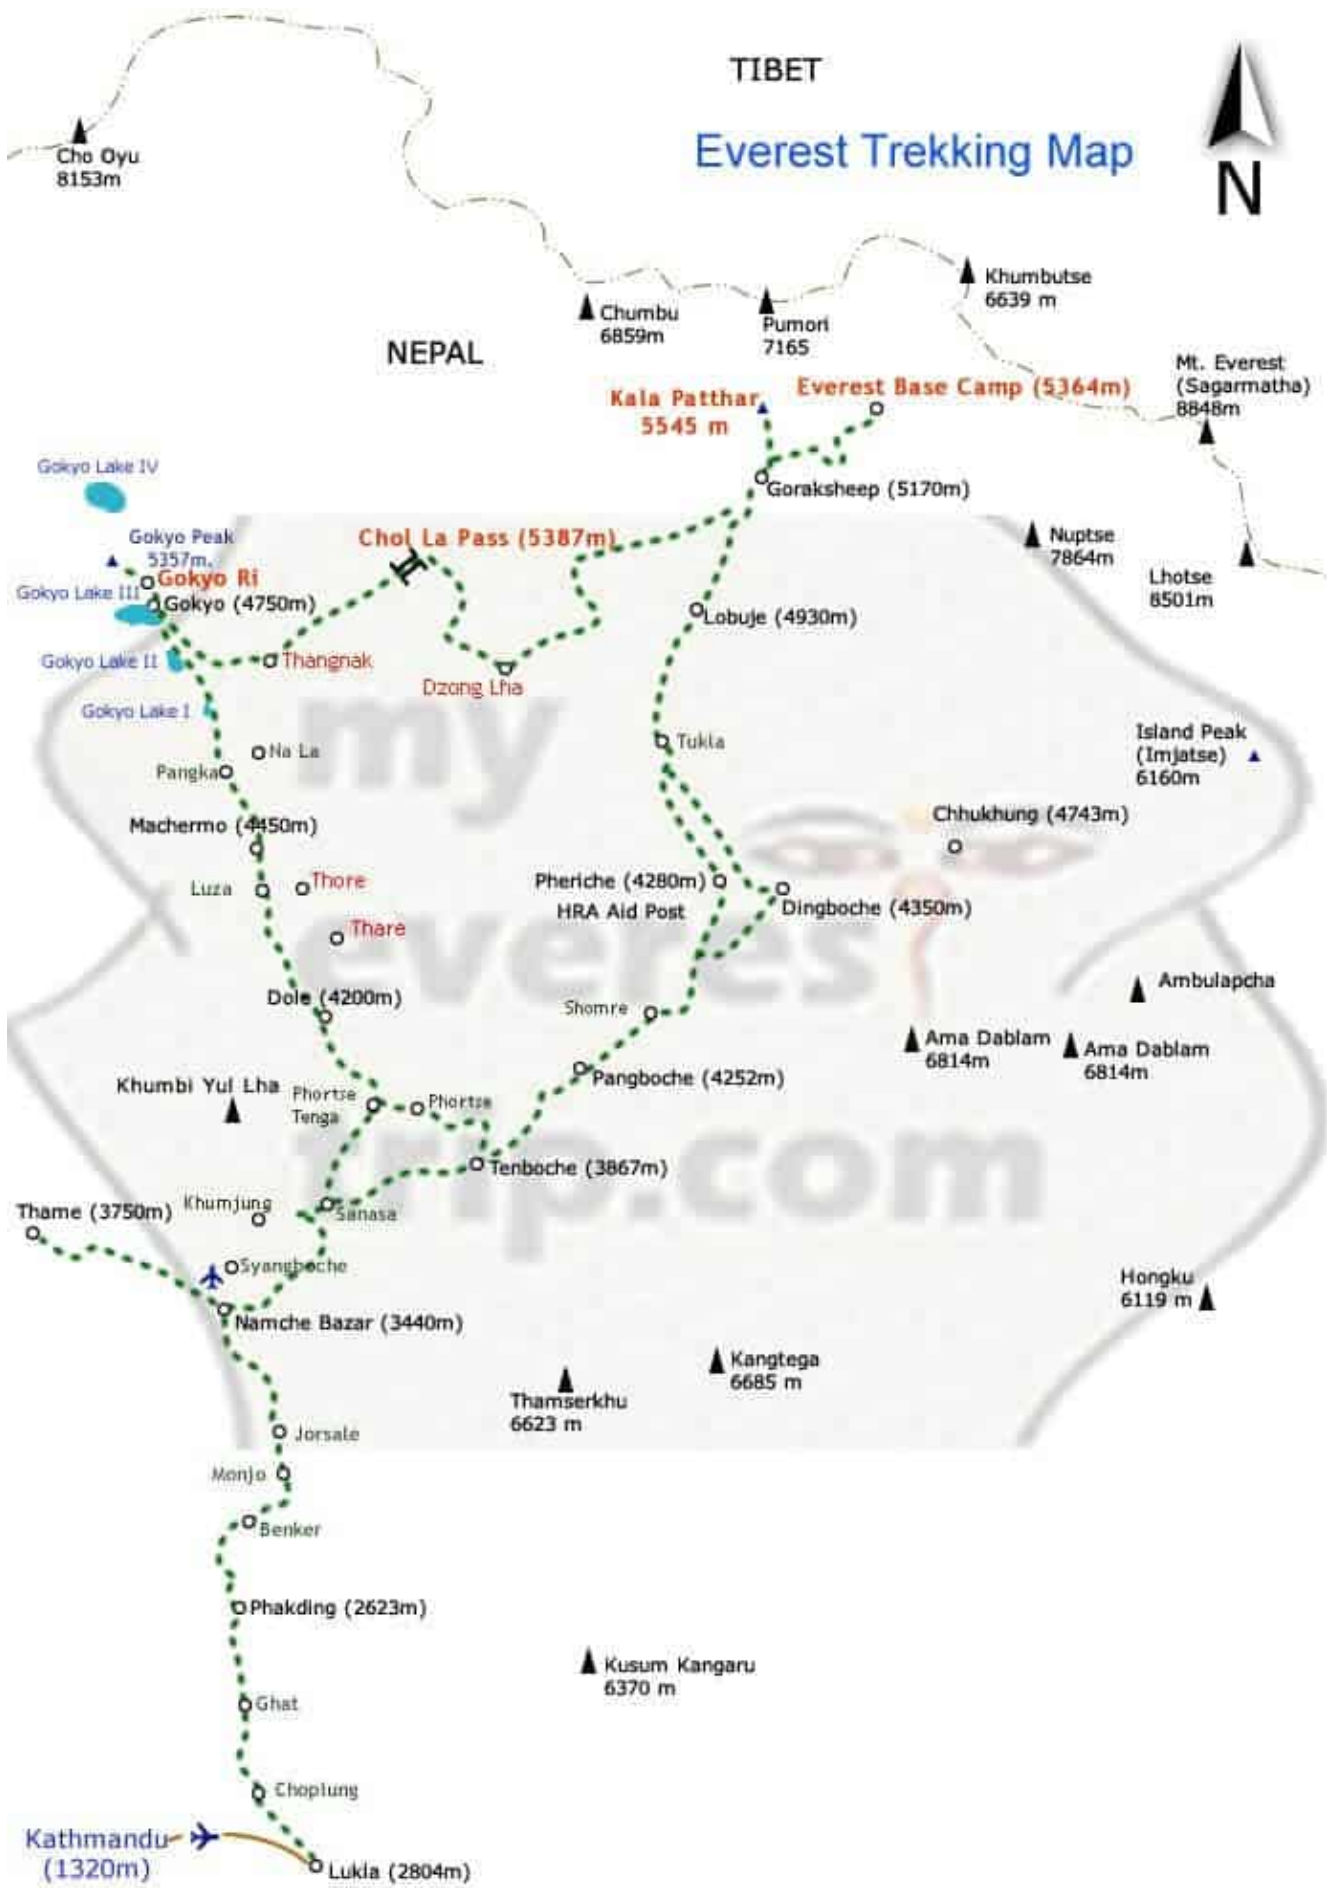 TIBET
Everest Trekking Map
N
Cho Oyu
8153m
Khumbutse
6639 m
Chumbu
6859m
Pumori
7165
NEPAL
Mt. Everest
(Sagarmatha)
8848m
Kala Patthar
5545 m
Everest Base Camp (5364m)
Gokyo Lake IV
Goraksheep (5170m)
Gokyo Peak
5357m.
Chol La Pass (5387m)
Nuptse
7864m
Lhotse
8501m
Gokyo Ri
Gokyo Lake III
Gokyo (4750m)
Lobuje (4930m)
Gokyo Lake II
Thangnak
Dzong Lha
Gokyo Lake I
my
Na La
Tukla
Island Peak
(Imjatse)
6160m
Pangka
Machermo (4450m)
Chhukhung (4743m)
Luza
Thore
Pheriche (4280m)
HRA Aid Post
Dingboche (4350m)
Thare
everes
Dole (4200m)
Shomre
Ambulapcha
Ama Dablam
6814m
Ama Dablam
6814m
Khumbi Yul Lha
Pangboche (4252m)
Phortse
Tenga
Phortse
trip.com
Tenboche (3867m)
Khumjung
Sanasa
Thame (3750m)
Syangboche
Namche Bazar (3440m)
Hongku
6119 m
Kangtega
6685 m
Thamserkhu
6623 m
Jorsale
Monjo
Benker
Phakding (2623m)
Kusum Kangaru
6370 m
Ghat
Choplung
Kathmandu
(1320m)
Lukla (2804m)